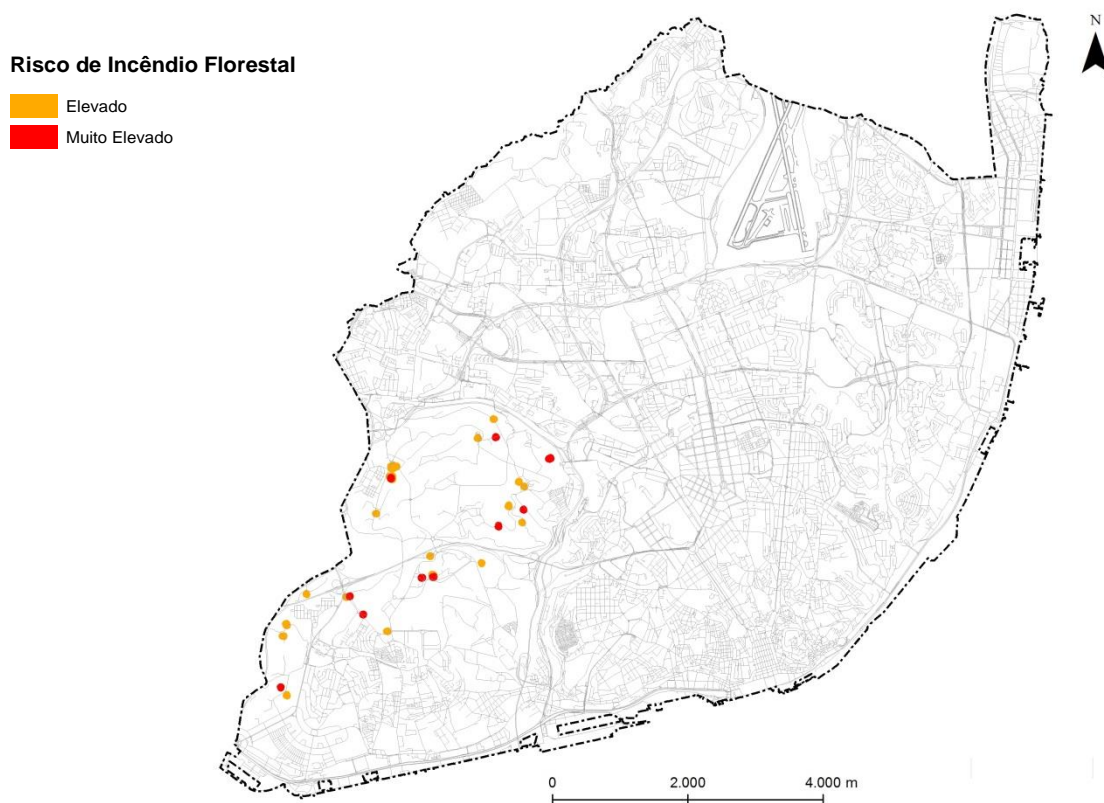 N
Risco de Incêndio Florestal
Elevado
Muito Elevado
0 2.000 4.000 m